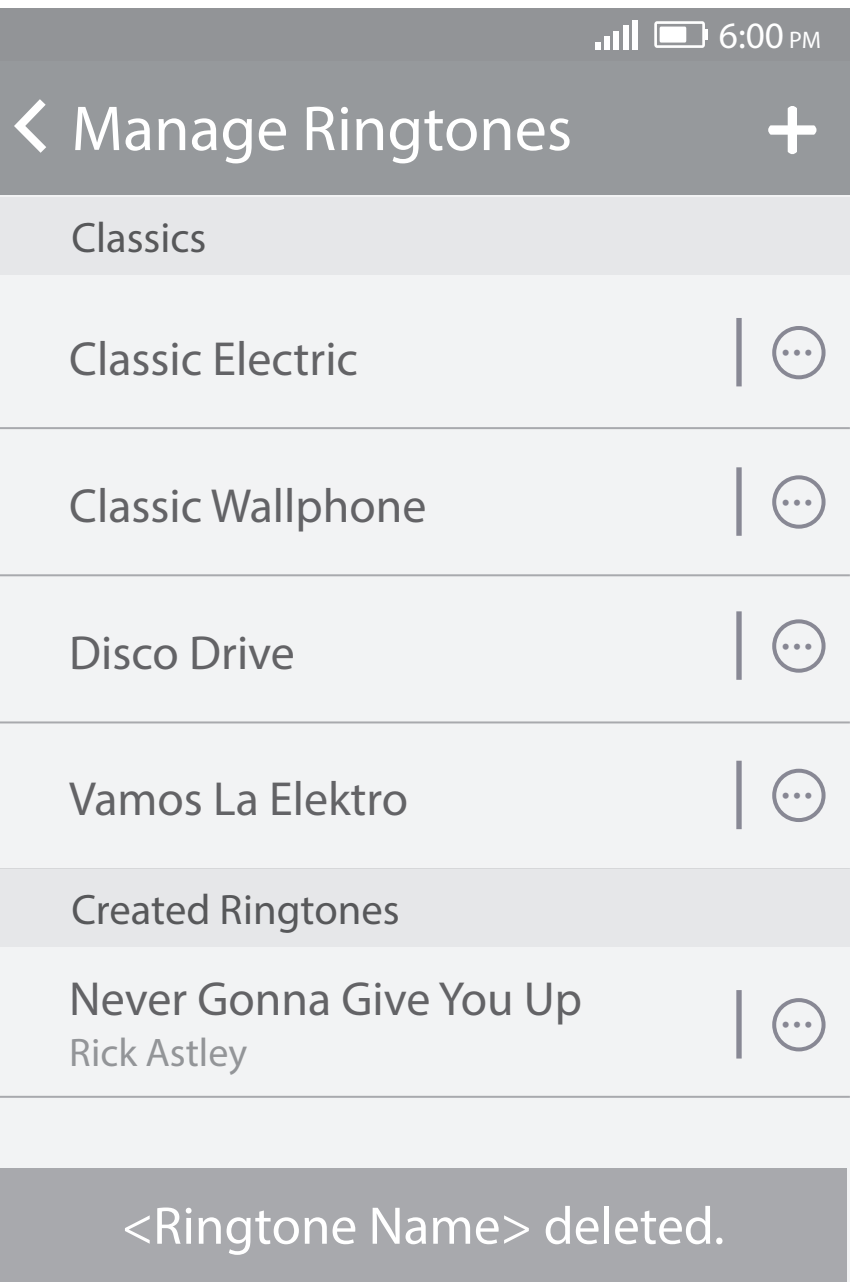 6:00 PM
Manage Ringtones
Classics
Classic Electric
Classic Wallphone
Disco Drive
Vamos La Elektro
Created Ringtones
Never Gonna Give You Up
Rick Astley
<Ringtone Name> deleted.